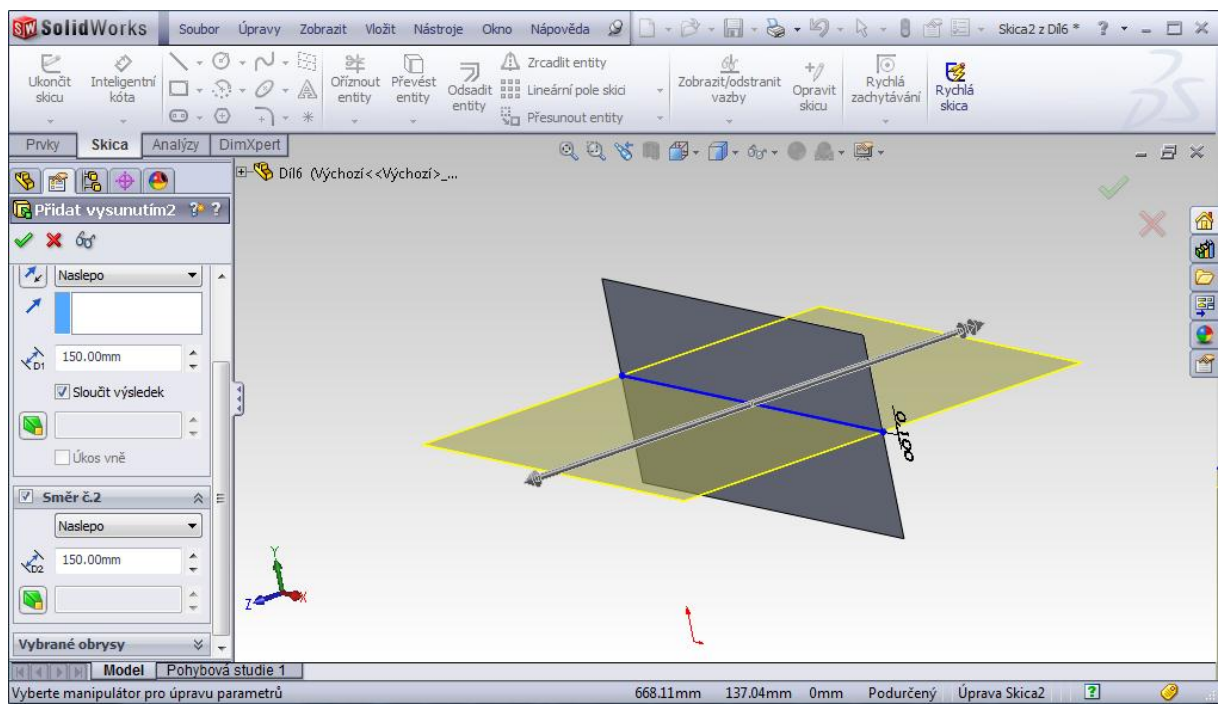 SolidWorks Soubor Úpravy Zobrazit Vložit Nástroje Okno Nápověda Skica2 z Díl6 * ?
Ukončit skicu
Inteligentní kóta
Oříznout entity
Převést entity
Odsadit entity
Zrcadlit entity
Lineární pole skici
Přesunout entity
Zobrazit/odstranit vazby
Opravit skicu
Rychlá zachytávání
Rychlá skica
Prvky Skica Analýzy DimXpert
Díl6 (Výchozí<<Výchozí>_...
Přidat vysunutím2 ? ?
Naslepo
D1 150.00mm
Sloučit výsledek
Úkos vně
Směr č.2
Naslepo
D2 150.00mm
Vybrané obrysy
0.100
Y
Z X
Model Pohybová studie 1
Vyberte manipulátor pro úpravu parametrů 668.11mm 137.04mm 0mm Podurčený Úprava Skica2 ?